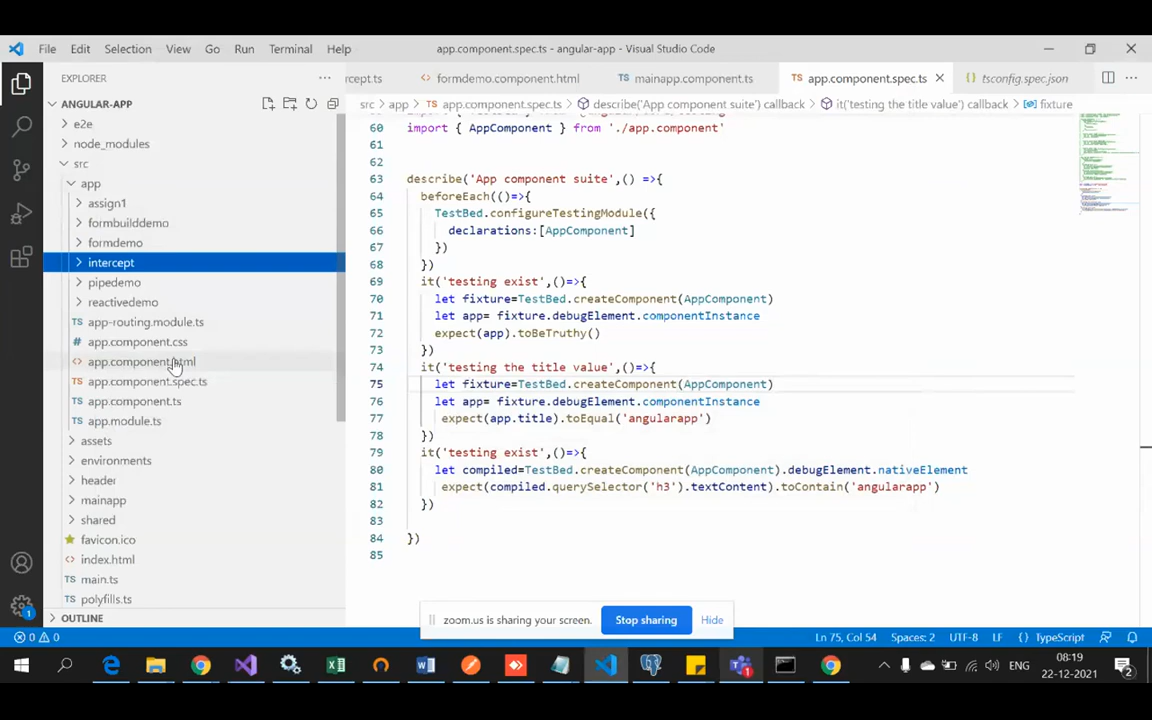 File Edit Selection View Go Run Terminal Help app.component.spec.ts - angular-app - Visual Studio Code
EXPLORER ···
cept.ts formdemo.component.html mainapp.component.ts app.component.spec.ts tsconfig.spec.json
ANGULAR-APP
src > app > app.component.spec.ts > describe('App component suite') callback > it('testing the title value') callback > fixture
e2e
node_modules
src
app
assign1
formbuilddemo
formdemo
intercept
pipedemo
reactivedemo
TS app-routing.module.ts
# app.component.css
<> app.component.html
TS app.component.spec.ts
TS app.component.ts
TS app.module.ts
assets
environments
header
mainapp
shared
favicon.ico
<> index.html
TS main.ts
TS polyfills.ts
OUTLINE
60 import { AppComponent } from './app.component'
61
62
63 describe('App component suite',() =>{
64 beforeEach(()=>{
65 TestBed.configureTestingModule({
66 declarations:[AppComponent]
67 })
68 })
69 it('testing exist',()=>{
70 let fixture=TestBed.createComponent(AppComponent)
71 let app= fixture.debugElement.componentInstance
72 expect(app).toBeTruthy()
73 })
74 it('testing the title value',()=>{
75 let fixture=TestBed.createComponent(AppComponent)
76 let app= fixture.debugElement.componentInstance
77 expect(app.title).toEqual('angularapp')
78 })
79 it('testing exist',()=>{
80 let compiled=TestBed.createComponent(AppComponent).debugElement.nativeElement
81 expect(compiled.querySelector('h3').textContent).toContain('angularapp')
82 })
83
84 })
85
zoom.us is sharing your screen. Stop sharing Hide
0 0 Ln 75, Col 54 Spaces: 2 UTF-8 LF {} TypeScript
1
ENG 08:19
22-12-2021
2